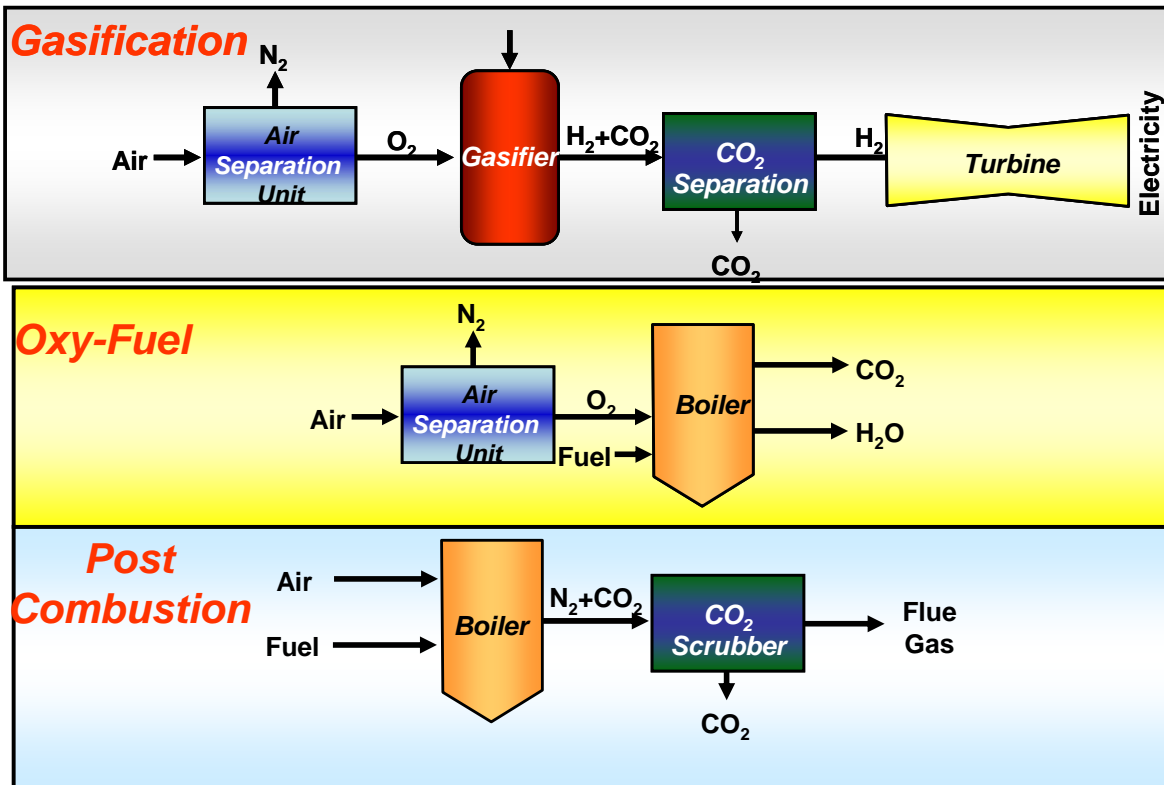 Gasification
N₂
Air
Air
Separation
Unit
O₂
Gasifier
H₂+CO₂
CO₂
Separation
CO₂
H₂
Turbine
Electricity
Oxy-Fuel
N₂
Air
Air
Separation
Unit
O₂
Fuel
Boiler
CO₂
H₂O
Post
Combustion
Air
Fuel
Boiler
N₂+CO₂
CO₂
Scrubber
CO₂
Flue
Gas